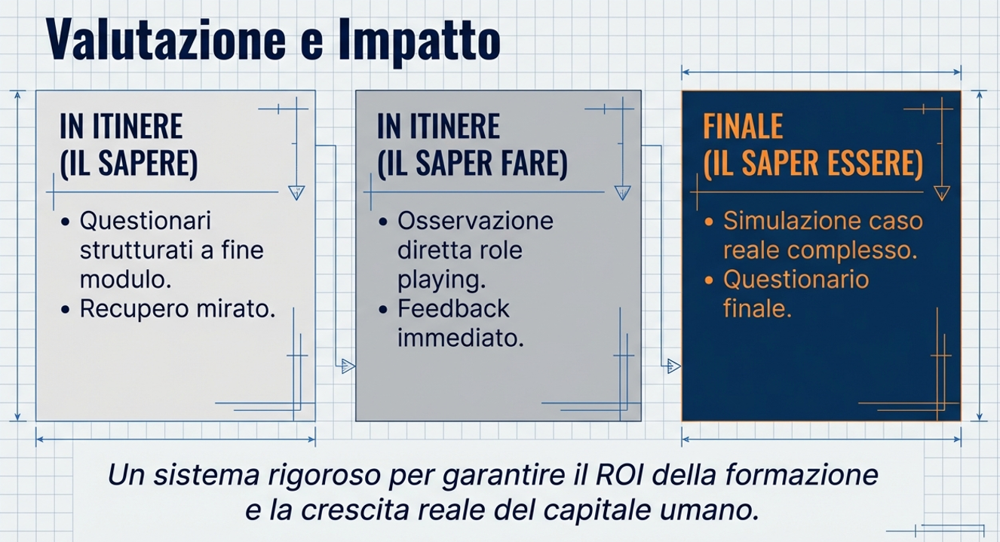 Valutazione e Impatto
IN ITINERE
(IL SAPERE)
• Questionari
strutturati a fine
modulo.
• Recupero mirato.
IN ITINERE
(IL SAPER FARE)
• Osservazione
diretta role
playing.
• Feedback
immediato.
FINALE
(IL SAPER ESSERE)
• Simulazione caso
reale complesso.
• Questionario
finale.
Un sistema rigoroso per garantire il ROI della formazione
e la crescita reale del capitale umano.